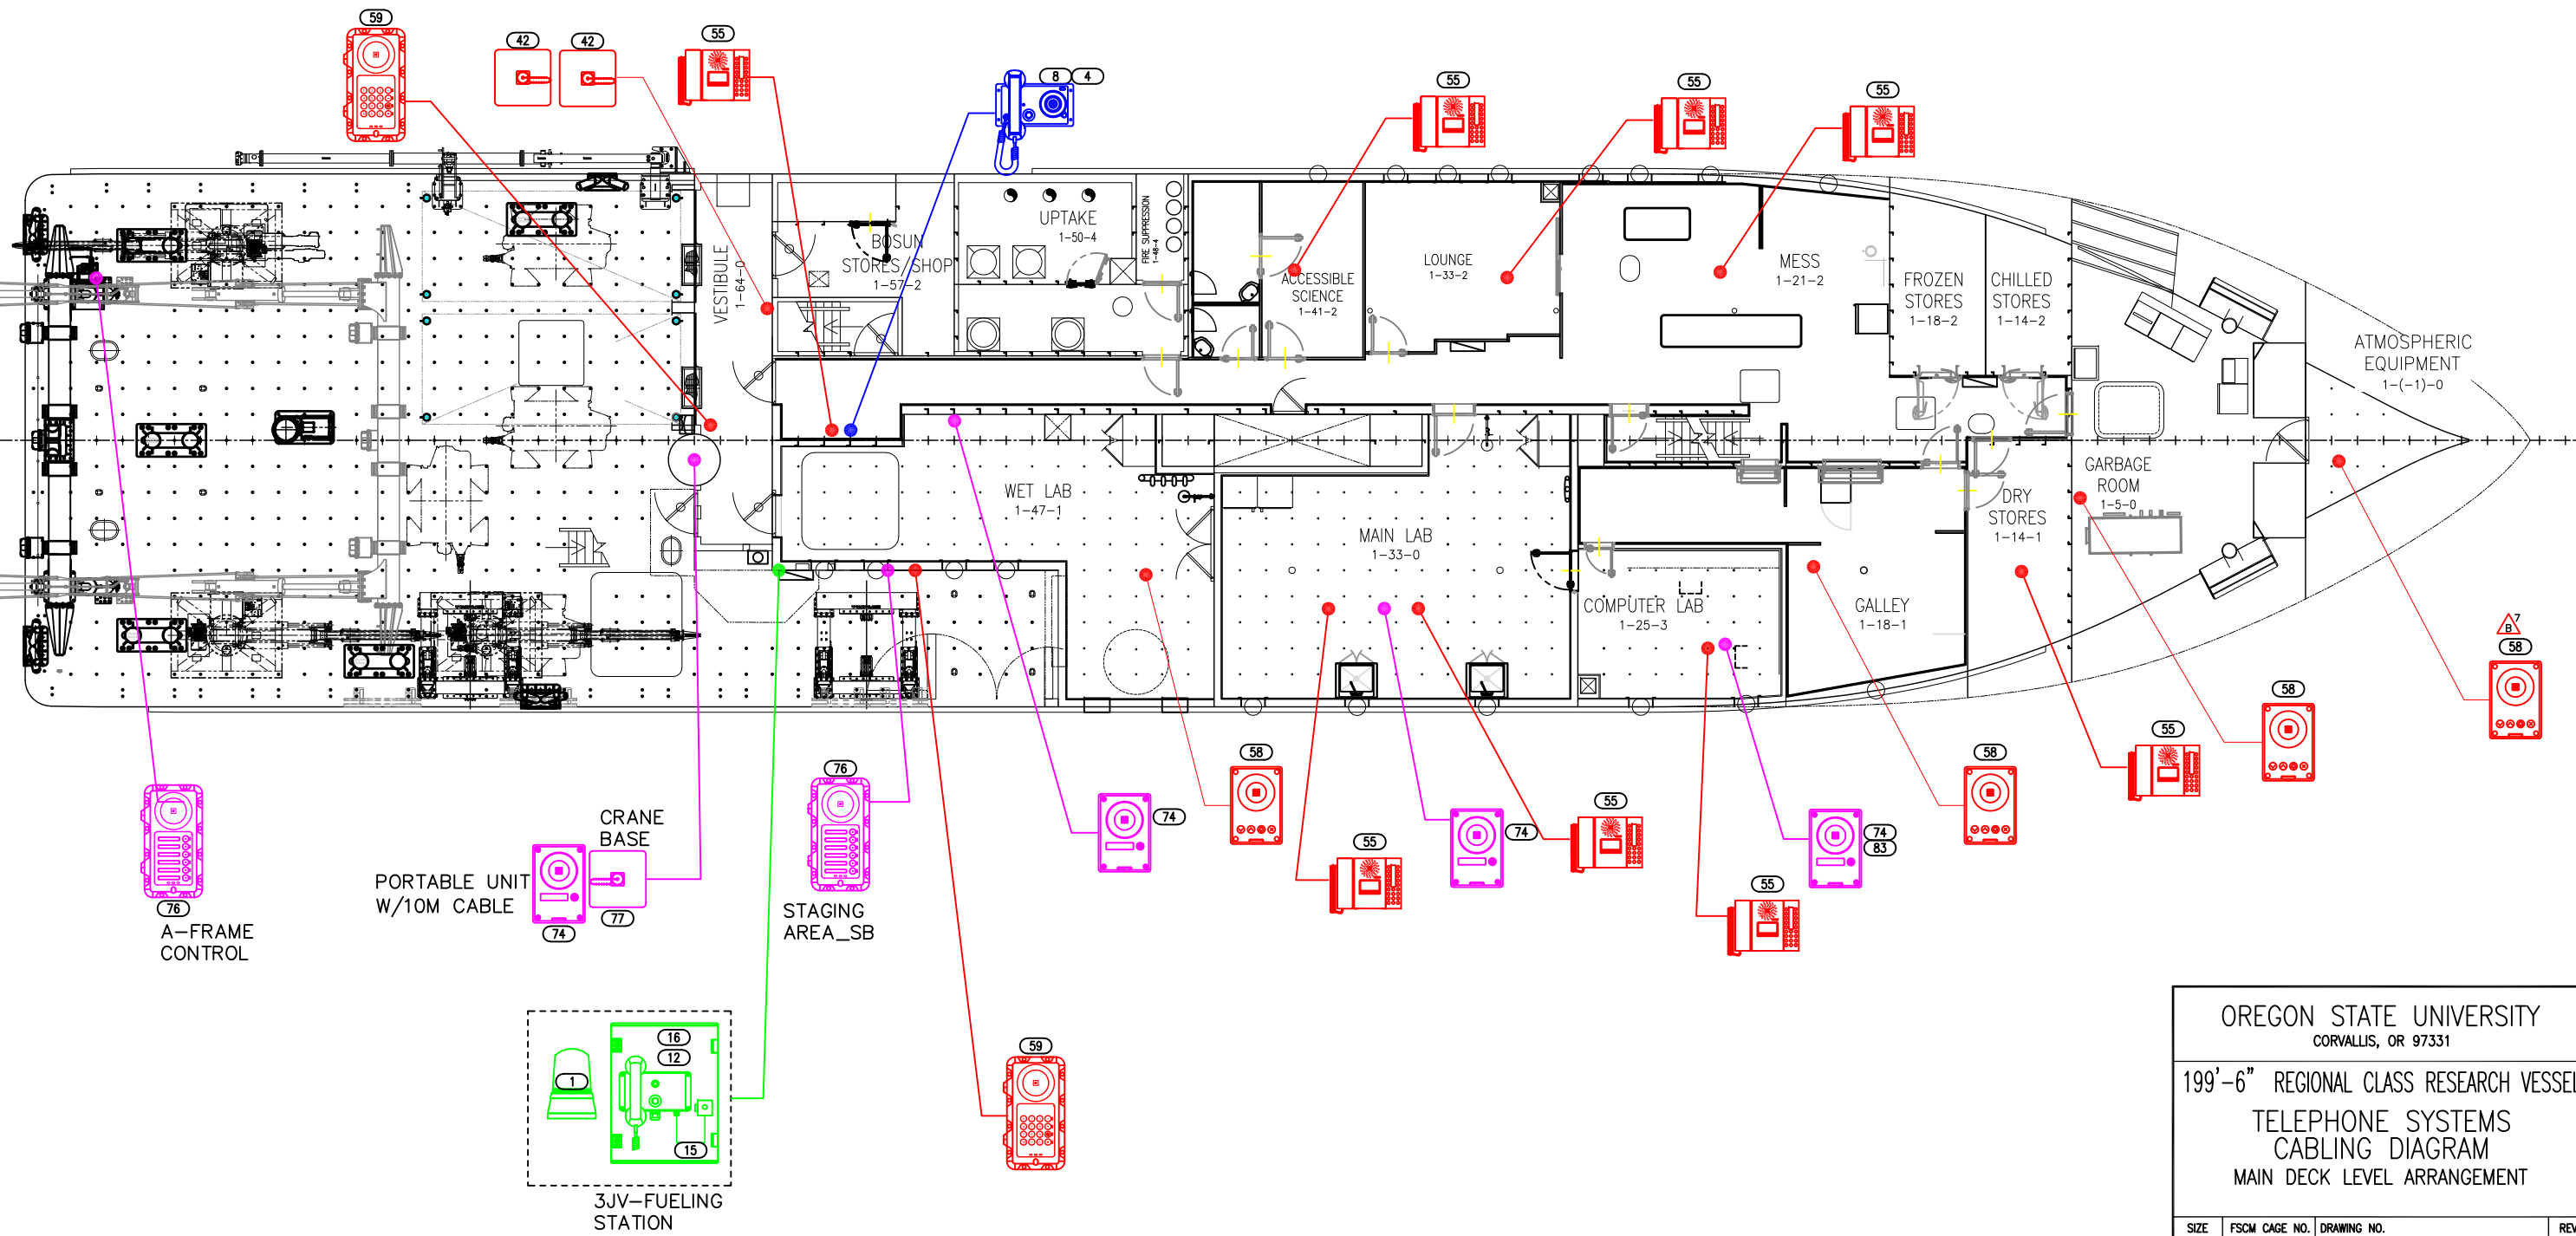 59
42
42
55
8
4
55
55
55
VESTIBULE
1-64-0
BOSUN
STORES/SHOP
1-57-2
UPTAKE
1-50-4
FIRE SUPPRESSION
1-48-4
ACCESSIBLE
SCIENCE
1-41-2
LOUNGE
1-33-2
MESS
1-21-2
FROZEN
STORES
1-18-2
CHILLED
STORES
1-14-2
ATMOSPHERIC
EQUIPMENT
1-(-1)-0
WET LAB
1-47-1
MAIN LAB
1-33-0
COMPUTER LAB
1-25-3
GALLEY
1-18-1
DRY
STORES
1-14-1
GARBAGE
ROOM
1-5-0
7
B
58
58
55
58
74
83
55
55
74
55
58
74
76
STAGING
AREA_SB
CRANE
BASE
PORTABLE UNIT
W/10M CABLE
74
77
76
A-FRAME
CONTROL
59
1
16
12
15
3JV-FUELING
STATION
OREGON STATE UNIVERSITY
CORVALLIS, OR 97331
199'-6" REGIONAL CLASS RESEARCH VESSEL
TELEPHONE SYSTEMS
CABLING DIAGRAM
MAIN DECK LEVEL ARRANGEMENT
SIZE FSCM CAGE NO. DRAWING NO. REV